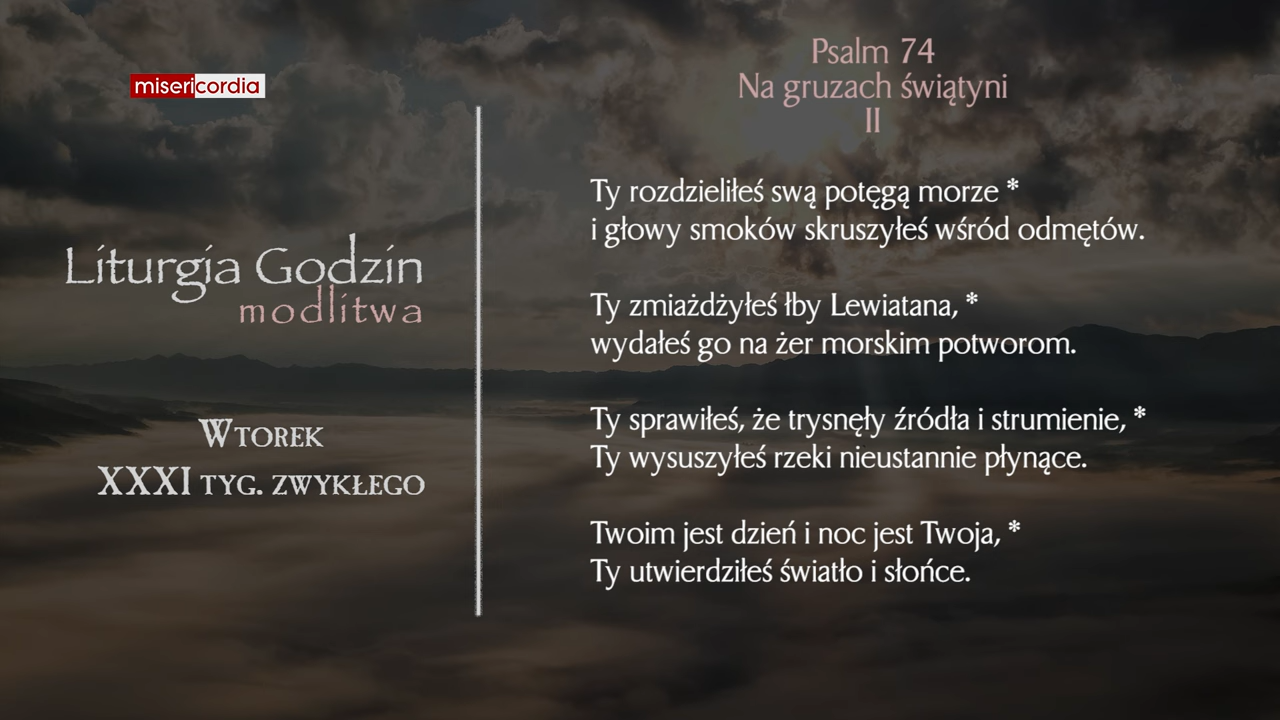 misericordia
Liturgia Godzin
modlitwa
Wtorek
XXXI tyg. zwykłego
Psalm 74
Na gruzach świątyni
II
Ty rozdzieliłeś swą potęgą morze *
i głowy smoków skruszyłeś wśród odmętów.
Ty zmiażdżyłeś łby Lewiatana, *
wydałeś go na żer morskim potworom.
Ty sprawiłeś, że trysnęły źródła i strumienie, *
Ty wysuszyłeś rzeki nieustannie płynące.
Twoim jest dzień i noc jest Twoja, *
Ty utwierdziłeś światło i słońce.